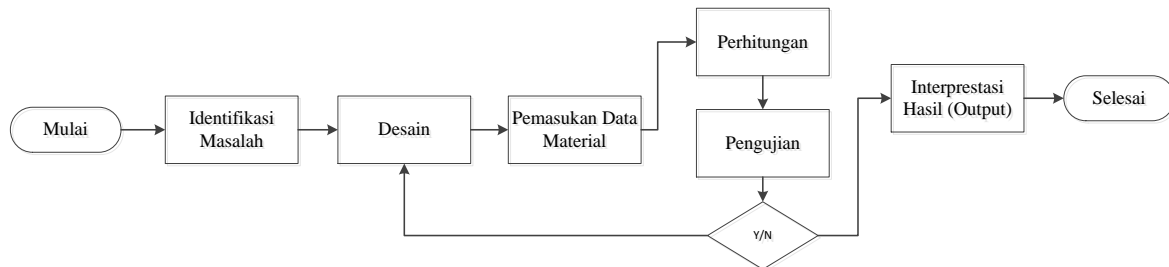 Mulai
Identifikasi
Masalah
Desain
Pemasukan Data
Material
Perhitungan
Pengujian
Y/N
Interprestasi
Hasil (Output)
Selesai